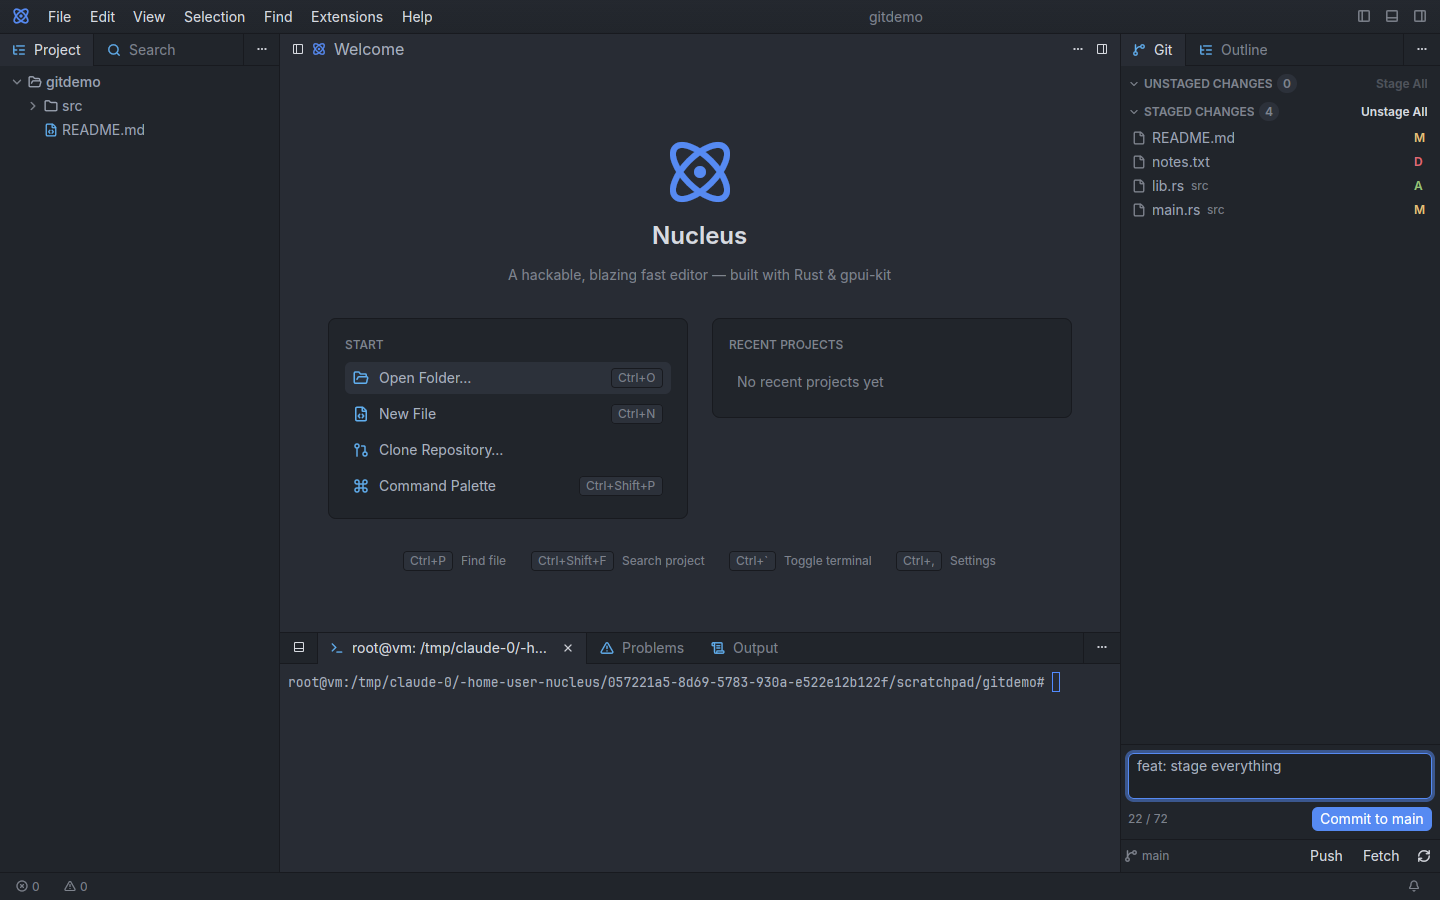 File Edit View Selection Find Extensions Help
gitdemo
Project
Search
gitdemo
src
README.md
Welcome
Nucleus
A hackable, blazing fast editor — built with Rust & gpui-kit
START
Open Folder... Ctrl+O
New File Ctrl+N
Clone Repository...
Command Palette Ctrl+Shift+P
RECENT PROJECTS
No recent projects yet
Ctrl+P Find file Ctrl+Shift+F Search project Ctrl+` Toggle terminal Ctrl+, Settings
root@vm: /tmp/claude-0/-h...
Problems
Output
root@vm:/tmp/claude-0/-home-user-nucleus/057221a5-8d69-5783-930a-e522e12b122f/scratchpad/gitdemo#
Git
Outline
UNSTAGED CHANGES 0 Stage All
STAGED CHANGES 4 Unstage All
README.md M
notes.txt D
lib.rs src A
main.rs src M
feat: stage everything
22 / 72 Commit to main
main Push Fetch
0 0